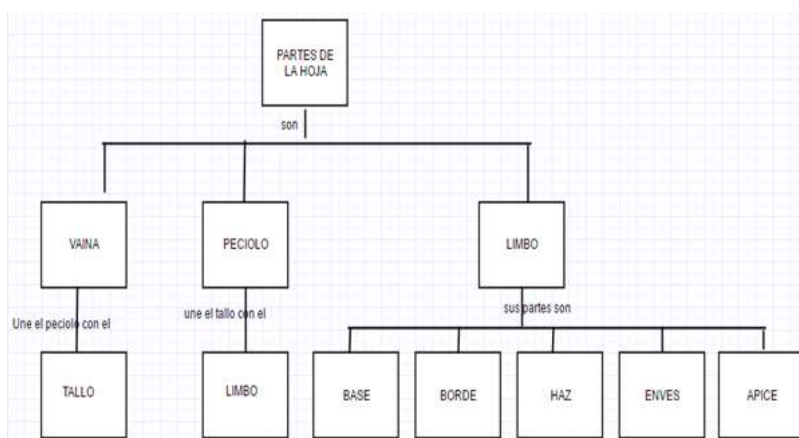 PARTES DE
LA HOJA
son
VAINA
PECIOLO
LIMBO
Une el peciolo con el
une el tallo con el
sus partes son
TALLO
LIMBO
BASE
BORDE
HAZ
ENVES
APICE